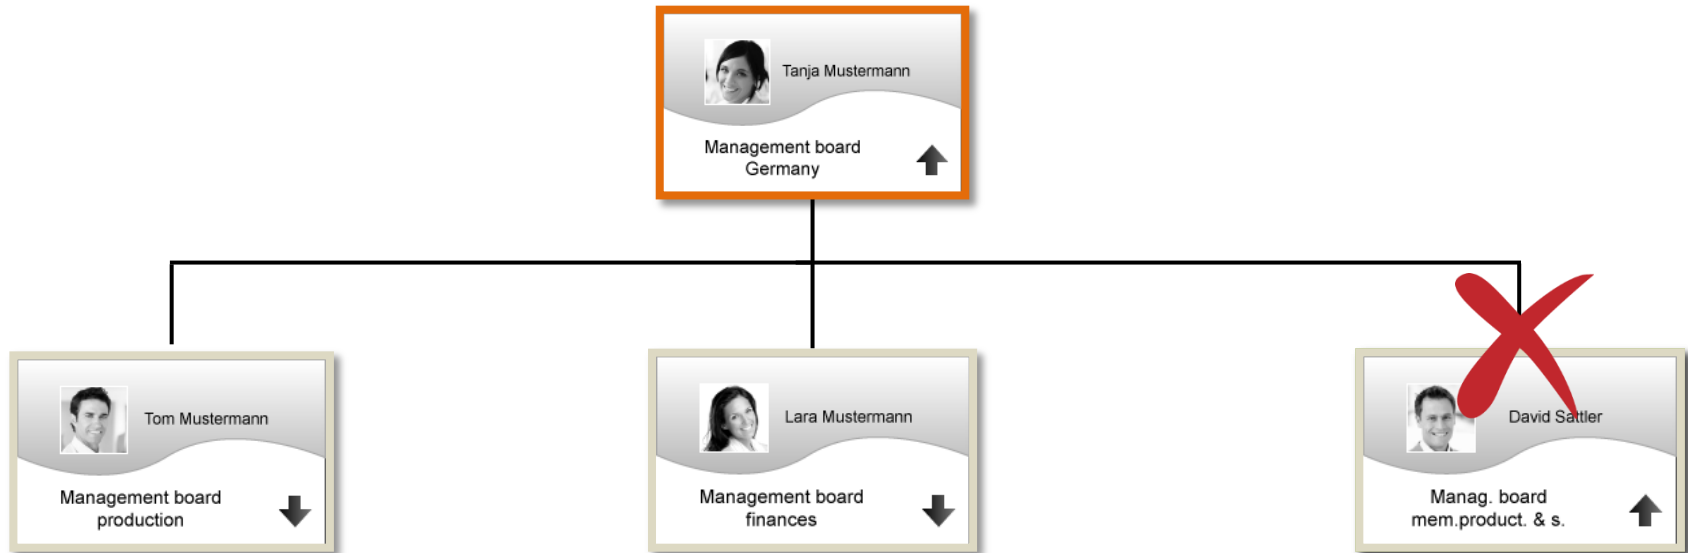 Tanja Mustermann
Management board
Germany
Tom Mustermann
Management board
production
Lara Mustermann
Management board
finances
David Sattler
Manag. board
mem.product. & s.